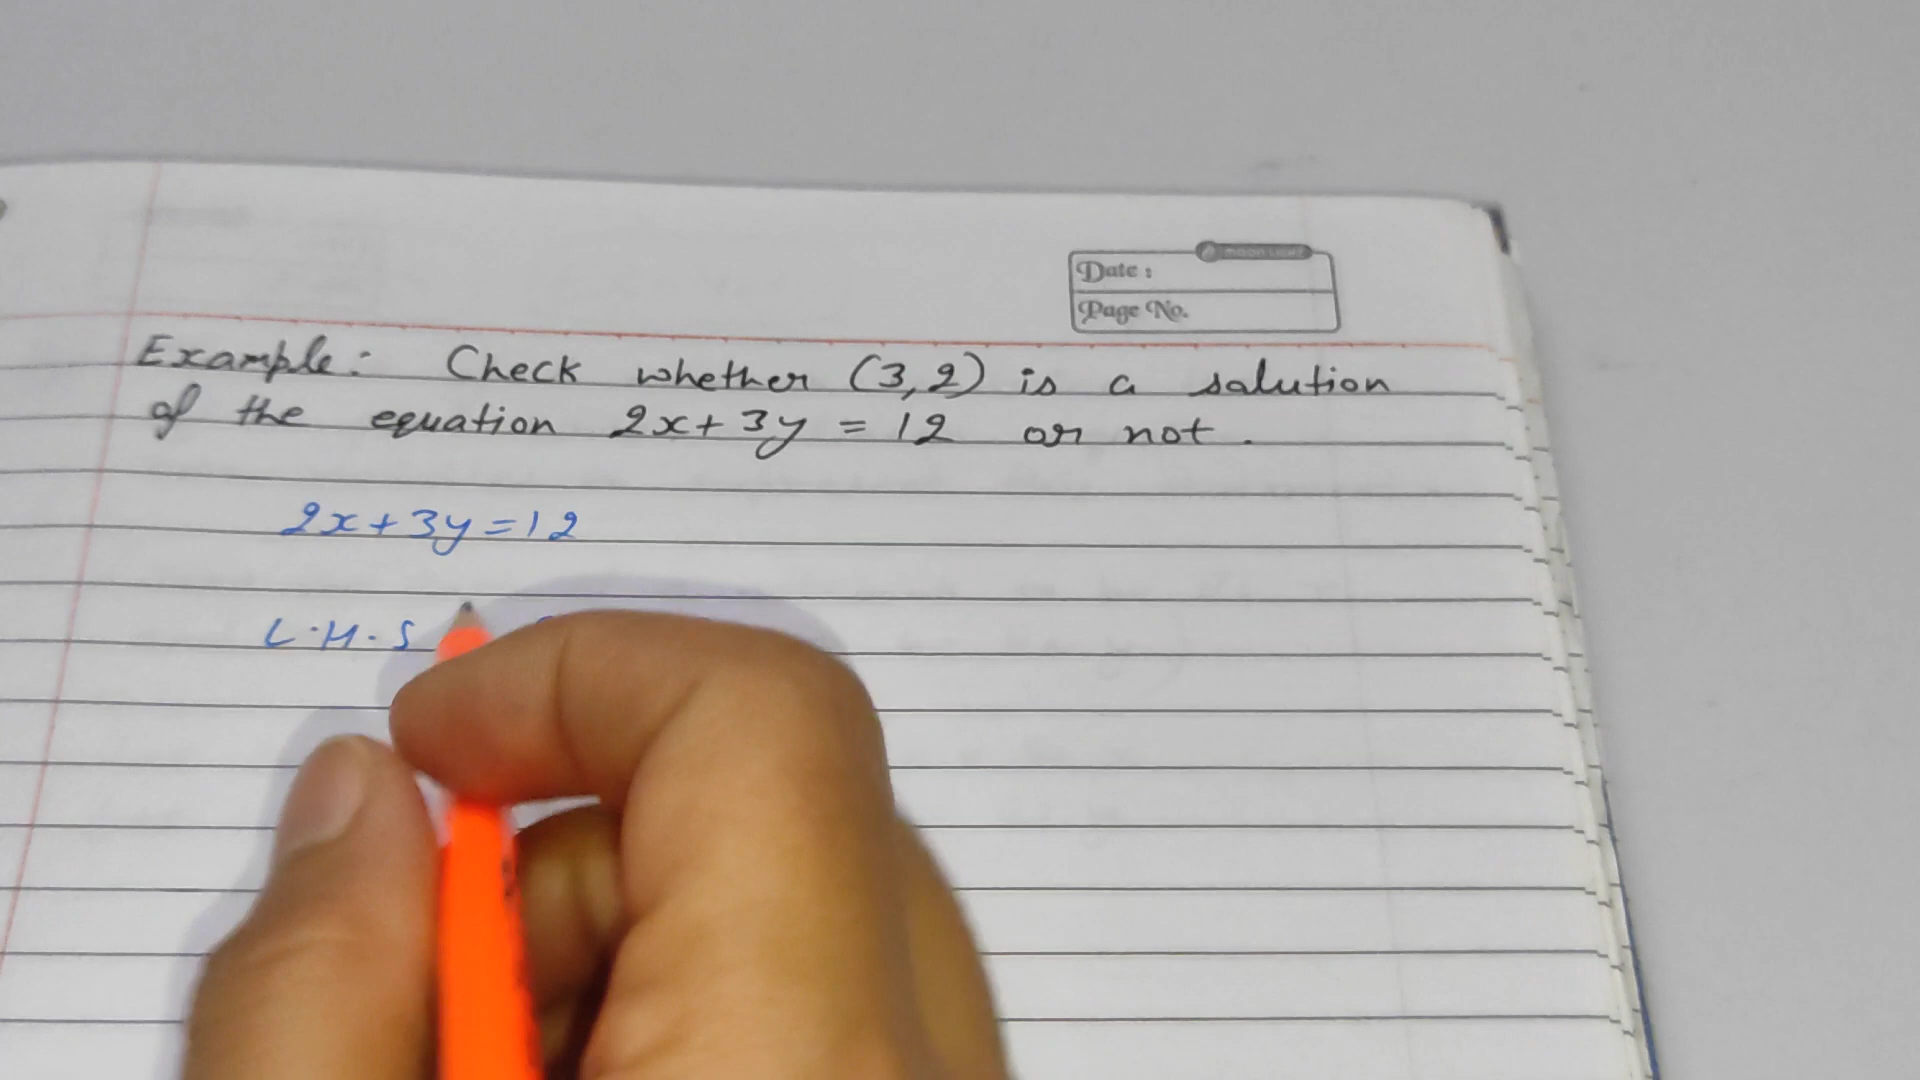 Date :
Page No.
Example: Check whether (3,2) is a solution
of the equation 2x+3y = 12 or not.
2x+3y=12
L.H.S